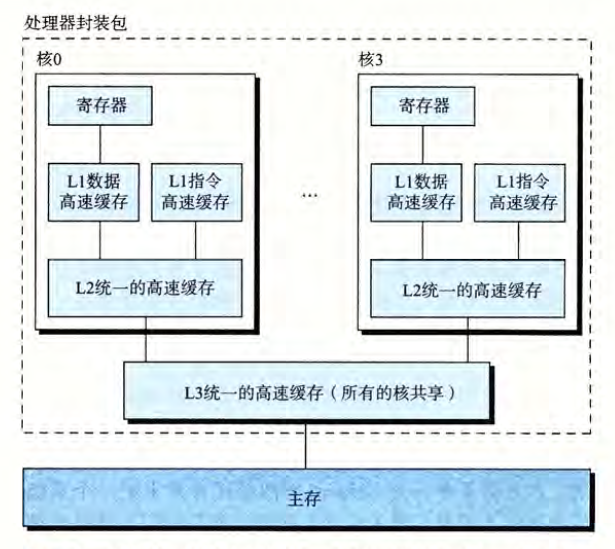 处理器封装包
核0
核3
寄存器
寄存器
L1数据
高速缓存
L1指令
高速缓存
...
L1数据
高速缓存
L1指令
高速缓存
L2统一的高速缓存
L2统一的高速缓存
L3统一的高速缓存（所有的核共享）
主存